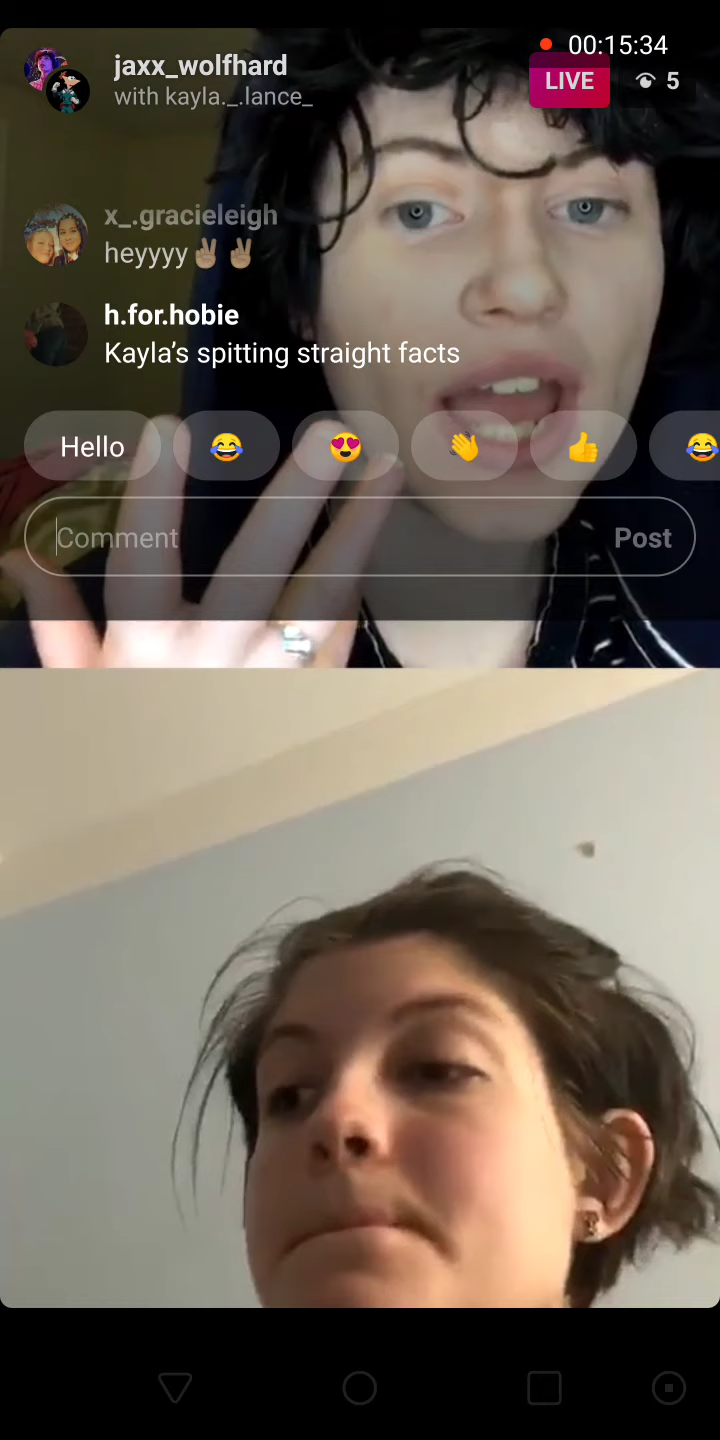 00:15:34
jaxx_wolfhard
with kayla._.lance_
LIVE
5
x_.gracieleigh
heyyyy✌🏼✌🏼
h.for.hobie
Kayla’s spitting straight facts
Hello 😂 😍 👋 👍 😂
Comment
Post